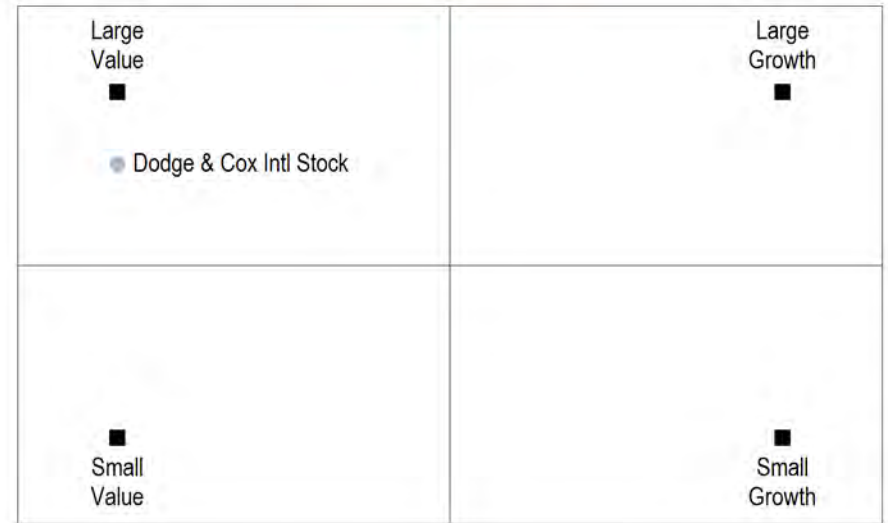 Large
Value
Large
Growth
Dodge & Cox Intl Stock
Small
Value
Small
Growth